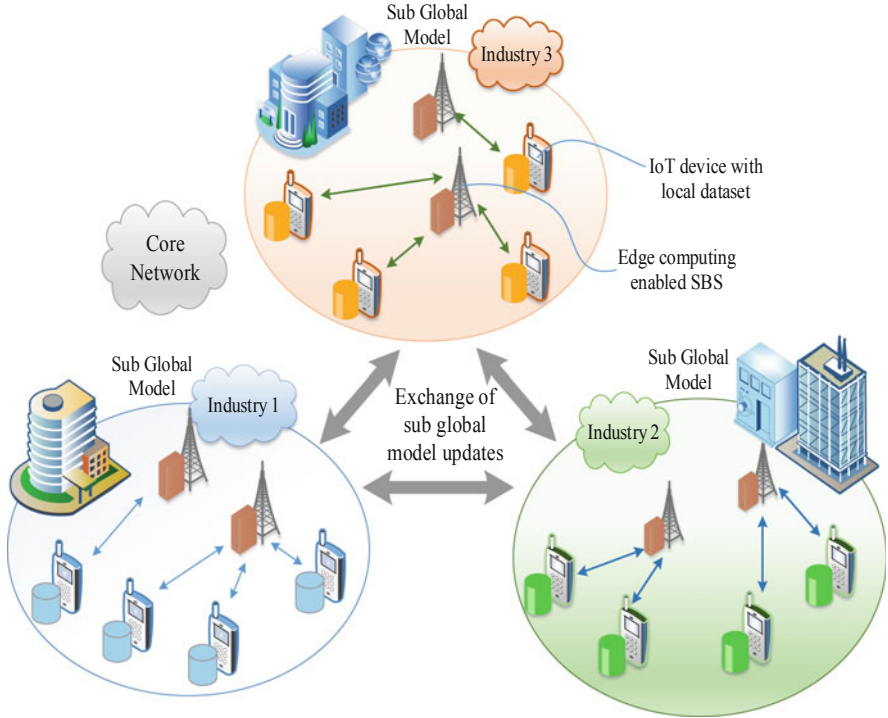 Sub Global
Model
Industry 3
IoT device with
local dataset
Core
Network
Edge computing
enabled SBS
Sub Global
Model
Industry 1
Exchange of
sub global
model updates
Sub Global
Model
Industry 2